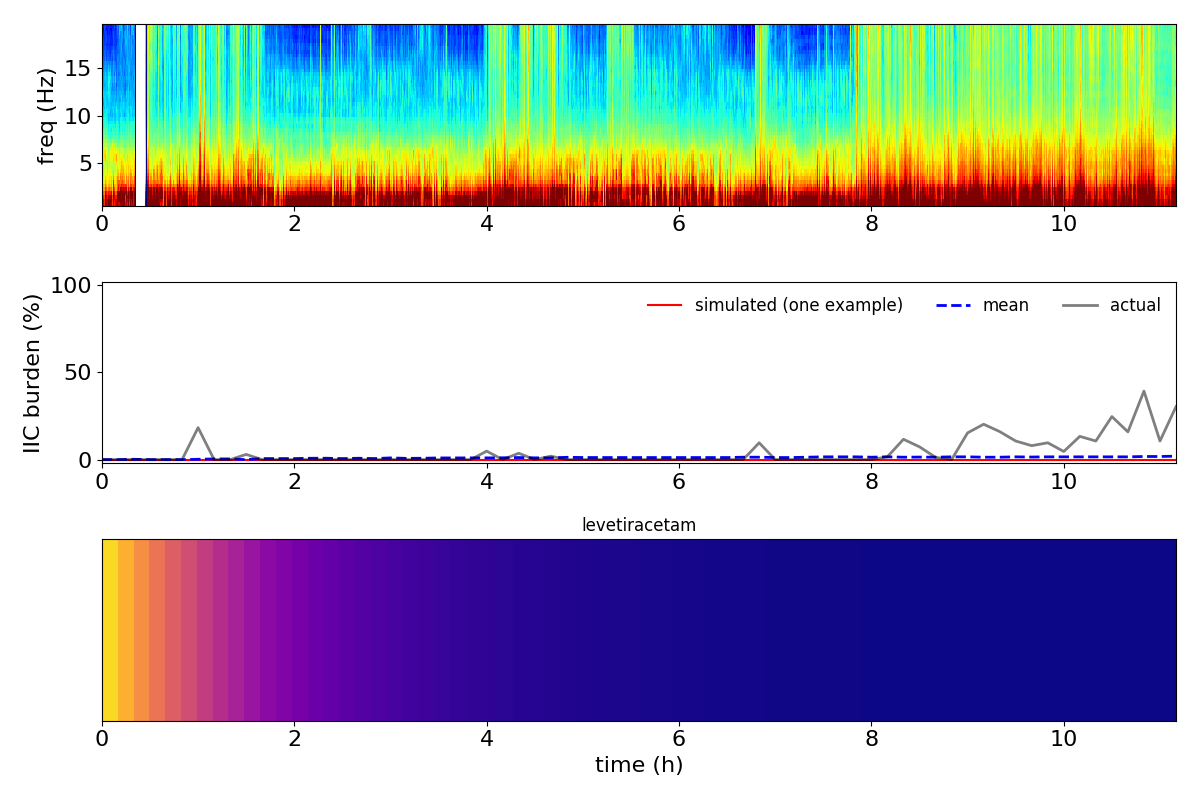 freq (Hz)
15
10
5
0 2 4 6 8 10
IIC burden (%)
100
50
0
simulated (one example) mean actual
0 2 4 6 8 10
levetiracetam
0 2 4 6 8 10
time (h)